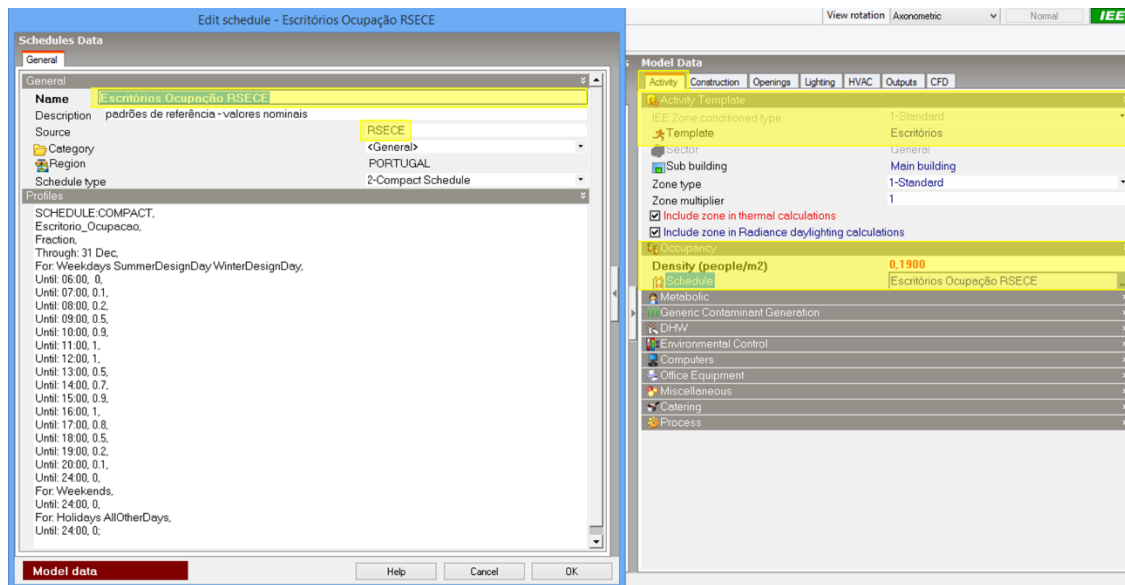 Edit schedule - Escritórios Ocupação RSECE
Schedules Data
General
General
Name Escritórios Ocupação RSECE
Description padrões de referência - valores nominais
Source RSECE
Category <General>
Region PORTUGAL
Schedule type 2-Compact Schedule
Profiles
SCHEDULE:COMPACT,
Escritorio_Ocupacao,
Fraction,
Through: 31 Dec,
For: Weekdays SummerDesignDay WinterDesignDay,
Until: 06:00, 0,
Until: 07:00, 0.1,
Until: 08:00, 0.2,
Until: 09:00, 0.5,
Until: 10:00, 0.9,
Until: 11:00, 1,
Until: 12:00, 1,
Until: 13:00, 0.5,
Until: 14:00, 0.7,
Until: 15:00, 0.9,
Until: 16:00, 1,
Until: 17:00, 0.8,
Until: 18:00, 0.5,
Until: 19:00, 0.2,
Until: 20:00, 0.1,
Until: 24:00, 0,
For: Weekends,
Until: 24:00, 0,
For: Holidays AllOtherDays,
Until: 24:00, 0;
Model data
Help Cancel OK
View rotation Axonometric Normal IEE
Model Data
Activity Construction Openings Lighting HVAC Outputs CFD
Activity Template
IEE Zone conditioned type 1-Standard
Template Escritórios
Sector General
Sub building Main building
Zone type 1-Standard
Zone multiplier 1
Include zone in thermal calculations
Include zone in Radiance daylighting calculations
Occupancy
Density (people/m2) 0,1900
Schedule Escritórios Ocupação RSECE
Metabolic
Generic Contaminant Generation
DHW
Environmental Control
Computers
Office Equipment
Miscellaneous
Catering
Process